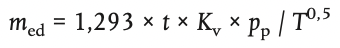 m_ed = 1,293 × t × K_v × p_p / T^0,5